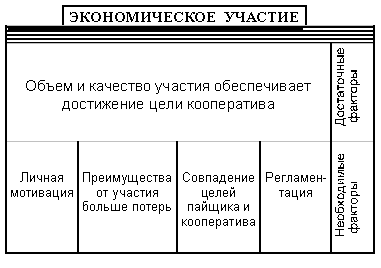 ЭКОНОМИЧЕСКОЕ УЧАСТИЕ
Объем и качество участия обеспечивает
достижение цели кооператива
Достаточные
факторы
Личная
мотивация
Преимущества
от участия
больше потерь
Совпадение
целей
пайщика и
кооператива
Регламен-
тация
Необходимые
факторы